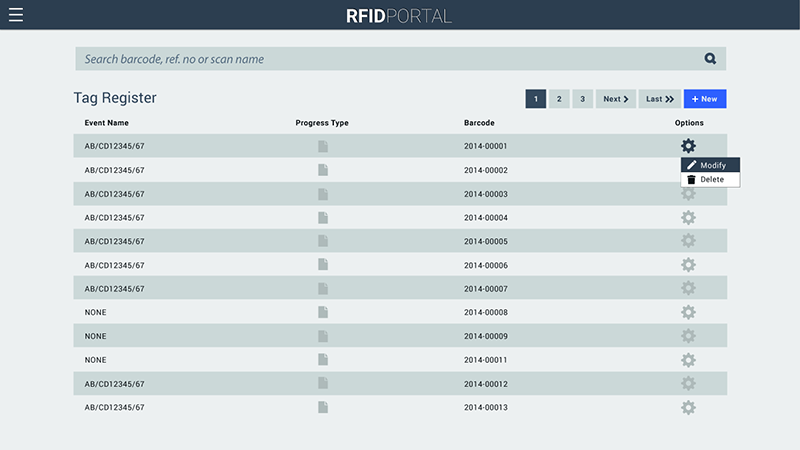 RFIDPORTAL
Search barcode, ref. no or scan name
Tag Register
1 2 3 Next Last + New
Event Name Progress Type Barcode Options
AB/CD12345/67 2014-00001
Modify
AB/CD12345/67 2014-00002
Delete
AB/CD12345/67 2014-00003
AB/CD12345/67 2014-00004
AB/CD12345/67 2014-00005
AB/CD12345/67 2014-00006
AB/CD12345/67 2014-00007
NONE 2014-00008
NONE 2014-00009
NONE 2014-00011
AB/CD12345/67 2014-00012
AB/CD12345/67 2014-00013